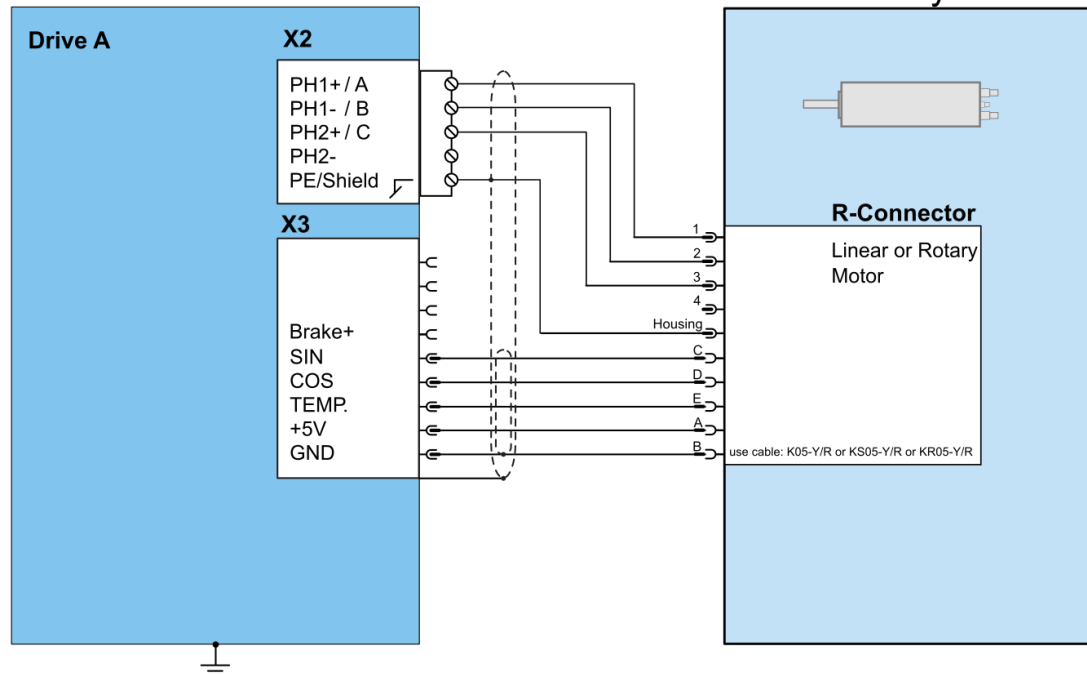 Drive A
X2
PH1+ / A
PH1- / B
PH2+ / C
PH2-
PE/Shield
X3
Brake+
SIN
COS
TEMP.
+5V
GND
1
2
3
4
Housing
C
D
E
A
B
R-Connector
Linear or Rotary
Motor
use cable: K05-Y/R or KS05-Y/R or KR05-Y/R